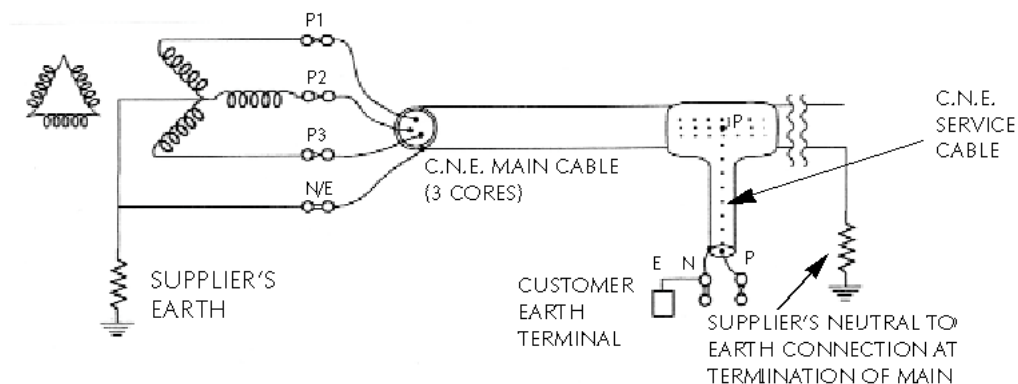 P1
P2
P3
N/E
C.N.E. MAIN CABLE
(3 CORES)
P
C.N.E.
SERVICE
CABLE
SUPPLIER'S
EARTH
E N P
CUSTOMER
EARTH
TERMINAL
SUPPLIER'S NEUTRAL TO
EARTH CONNECTION AT
TERMINATION OF MAIN